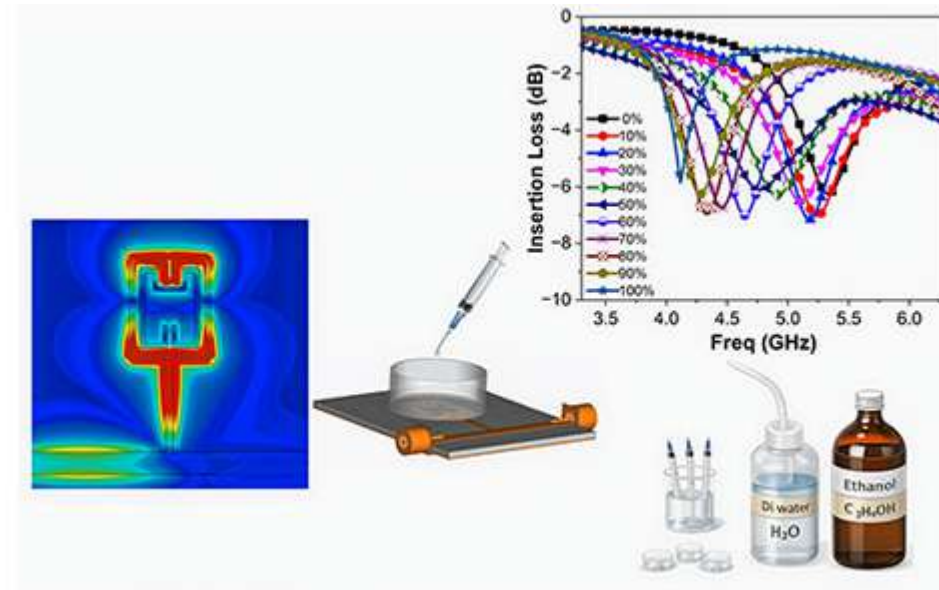 Insertion Loss (dB)
0
−2
−4
−6
−8
−10
0%
10%
20%
30%
40%
50%
60%
70%
80%
90%
100%
3.5 4.0 4.5 5.0 5.5 6.0
Freq (GHz)
Di water
H₂O
Ethanol
C₂H₅OH